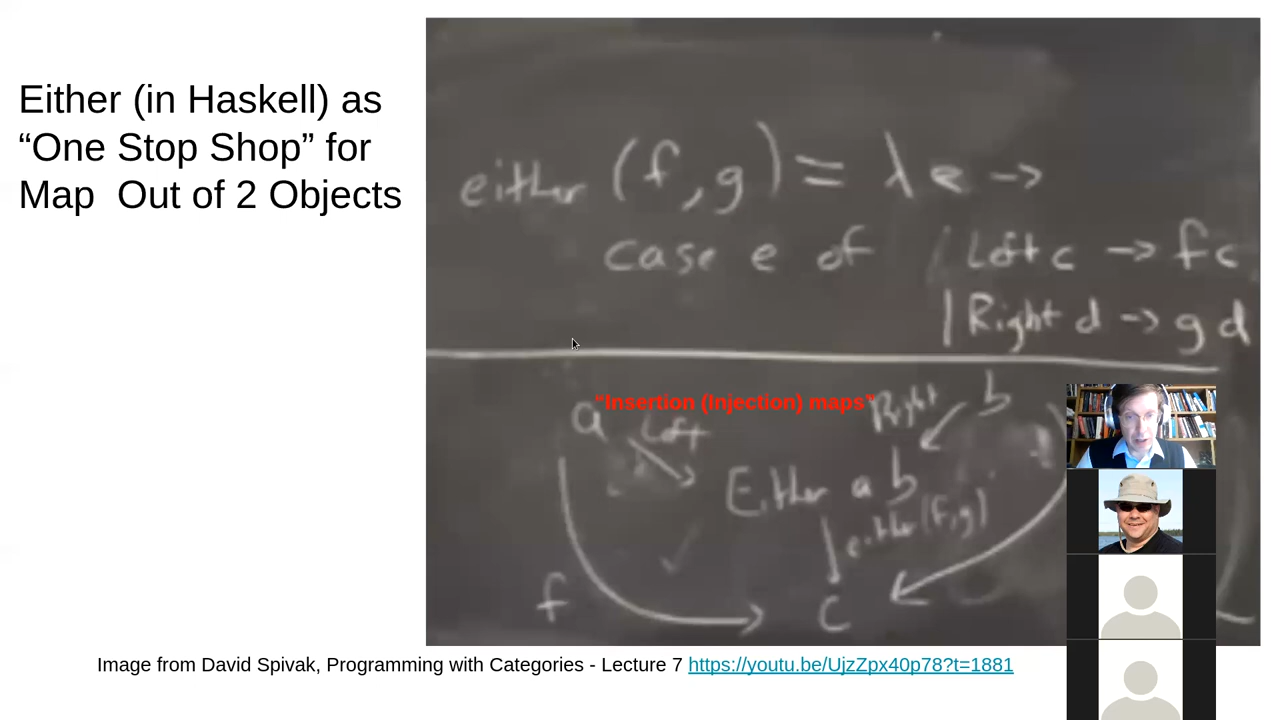 Either (in Haskell) as
“One Stop Shop” for
Map  Out of 2 Objects
either (f,g) = λ e →
case e of | Left c → f c
| Right d → g d
"Insertion (Injection) maps"
a Left Right b
Either a b
either (f,g)
f C
Image from David Spivak, Programming with Categories - Lecture 7 https://youtu.be/UjzZpx40p78?t=1881